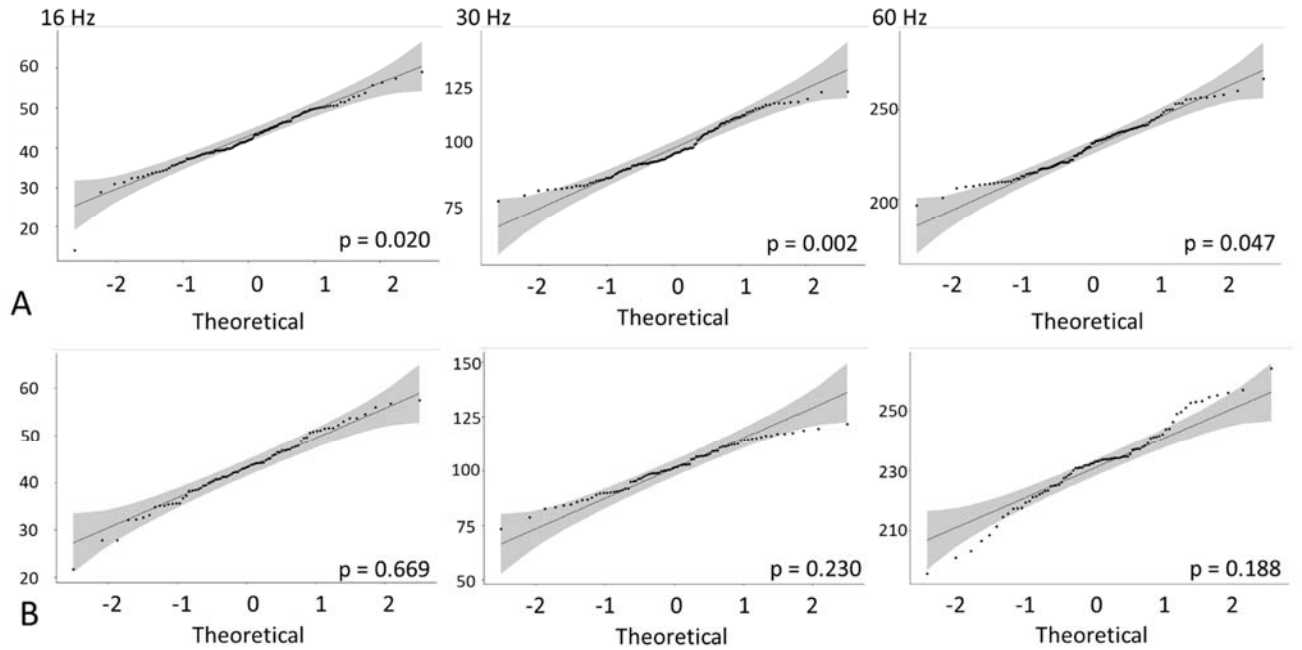 16 Hz 30 Hz 60 Hz
60
50
40
30
20
p = 0.020
-2 -1 0 1 2
Theoretical
125
100
75
p = 0.002
-2 -1 0 1 2
Theoretical
250
200
p = 0.047
-2 -1 0 1 2
Theoretical
A
60
50
40
30
20
p = 0.669
-2 -1 0 1 2
Theoretical
150
125
100
75
50
p = 0.230
-2 -1 0 1 2
Theoretical
250
230
210
p = 0.188
-2 -1 0 1 2
Theoretical
B